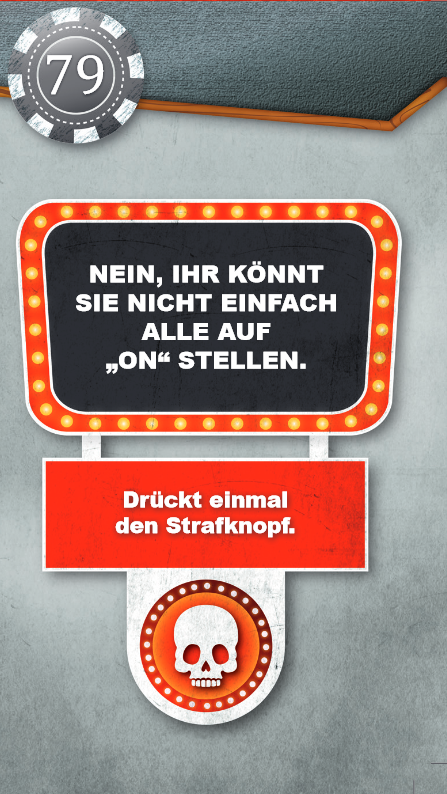 79
NEIN, IHR KÖNNT
SIE NICHT EINFACH
ALLE AUF
„ON“ STELLEN.
Drückt einmal
den Strafknopf.